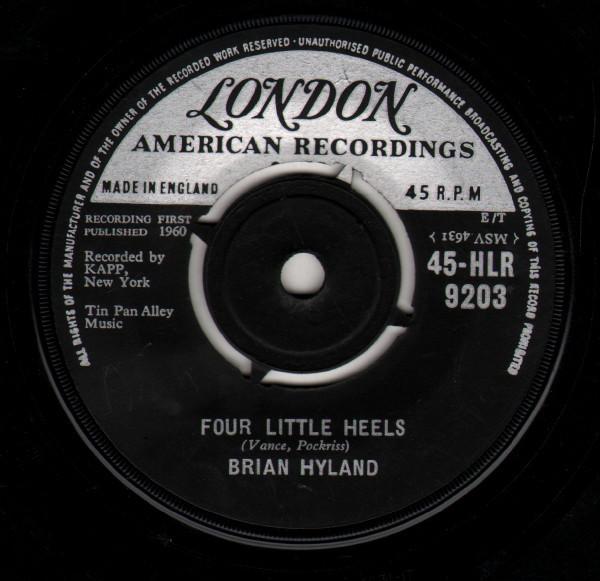 ALL RIGHTS OF THE MANUFACTURER AND OF THE OWNER OF THE RECORDED WORK RESERVED · UNAUTHORISED PUBLIC PERFORMANCE BROADCASTING AND COPYING OF THIS RECORD PROHIBITED
LONDON
AMERICAN RECORDINGS
MADE IN ENGLAND
45 R.P.M
RECORDING FIRST
PUBLISHED 1960
E/T
MSV 4631
Recorded by
KAPP,
New York
45-HLR
9203
Tin Pan Alley
Music
FOUR LITTLE HEELS
(Vance, Pockriss)
BRIAN HYLAND